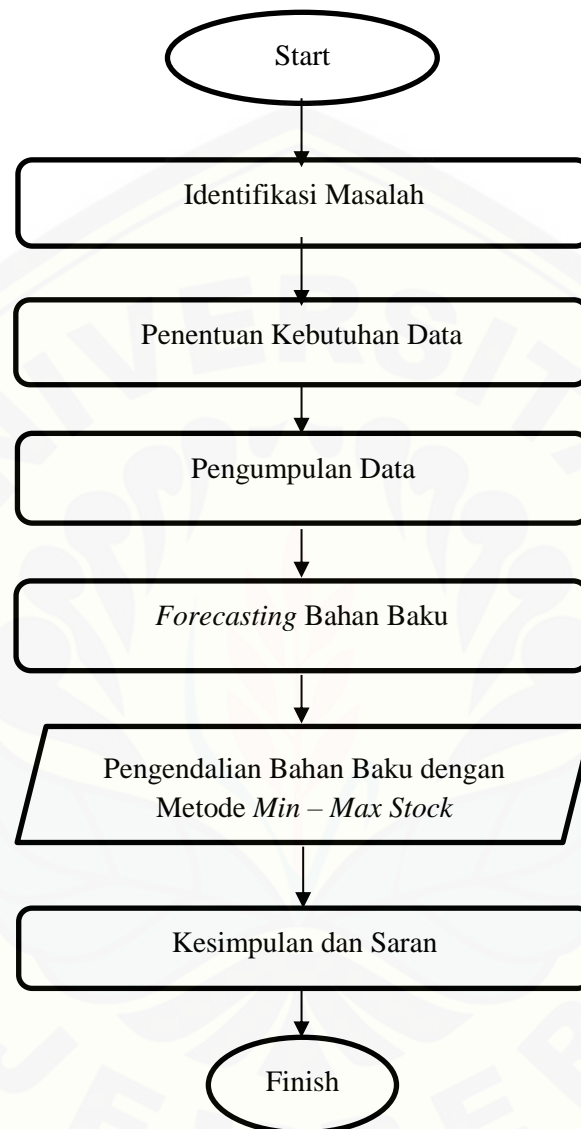 Start
Identifikasi Masalah
Penentuan Kebutuhan Data
Pengumpulan Data
Forecasting Bahan Baku
Pengendalian Bahan Baku dengan
Metode Min – Max Stock
Kesimpulan dan Saran
Finish